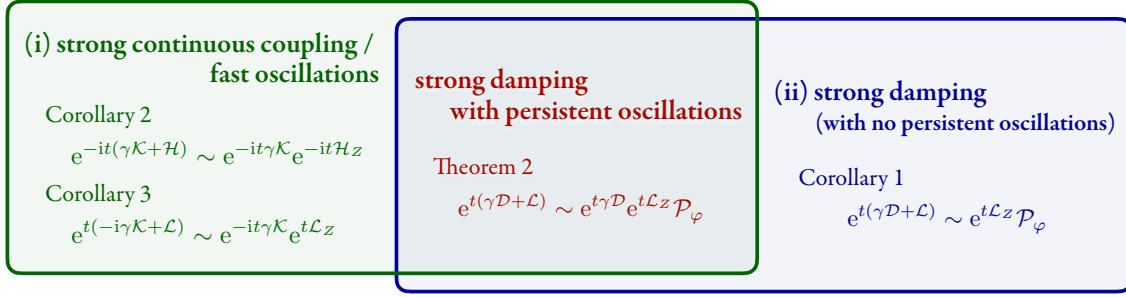 (i) strong continuous coupling /
fast oscillations
Corollary 2
e^{-it(γ𝒦+ℋ)} ∼ e^{-itγ𝒦} e^{-itℋ_Z}
Corollary 3
e^{t(-iγ𝒦+ℒ)} ∼ e^{-itγ𝒦} e^{tℒ_Z}
strong damping
with persistent oscillations
Theorem 2
e^{t(γ𝒟+ℒ)} ∼ e^{tγ𝒟} e^{tℒ_Z} 𝒫_φ
(ii) strong damping
(with no persistent oscillations)
Corollary 1
e^{t(γ𝒟+ℒ)} ∼ e^{tℒ_Z} 𝒫_φ